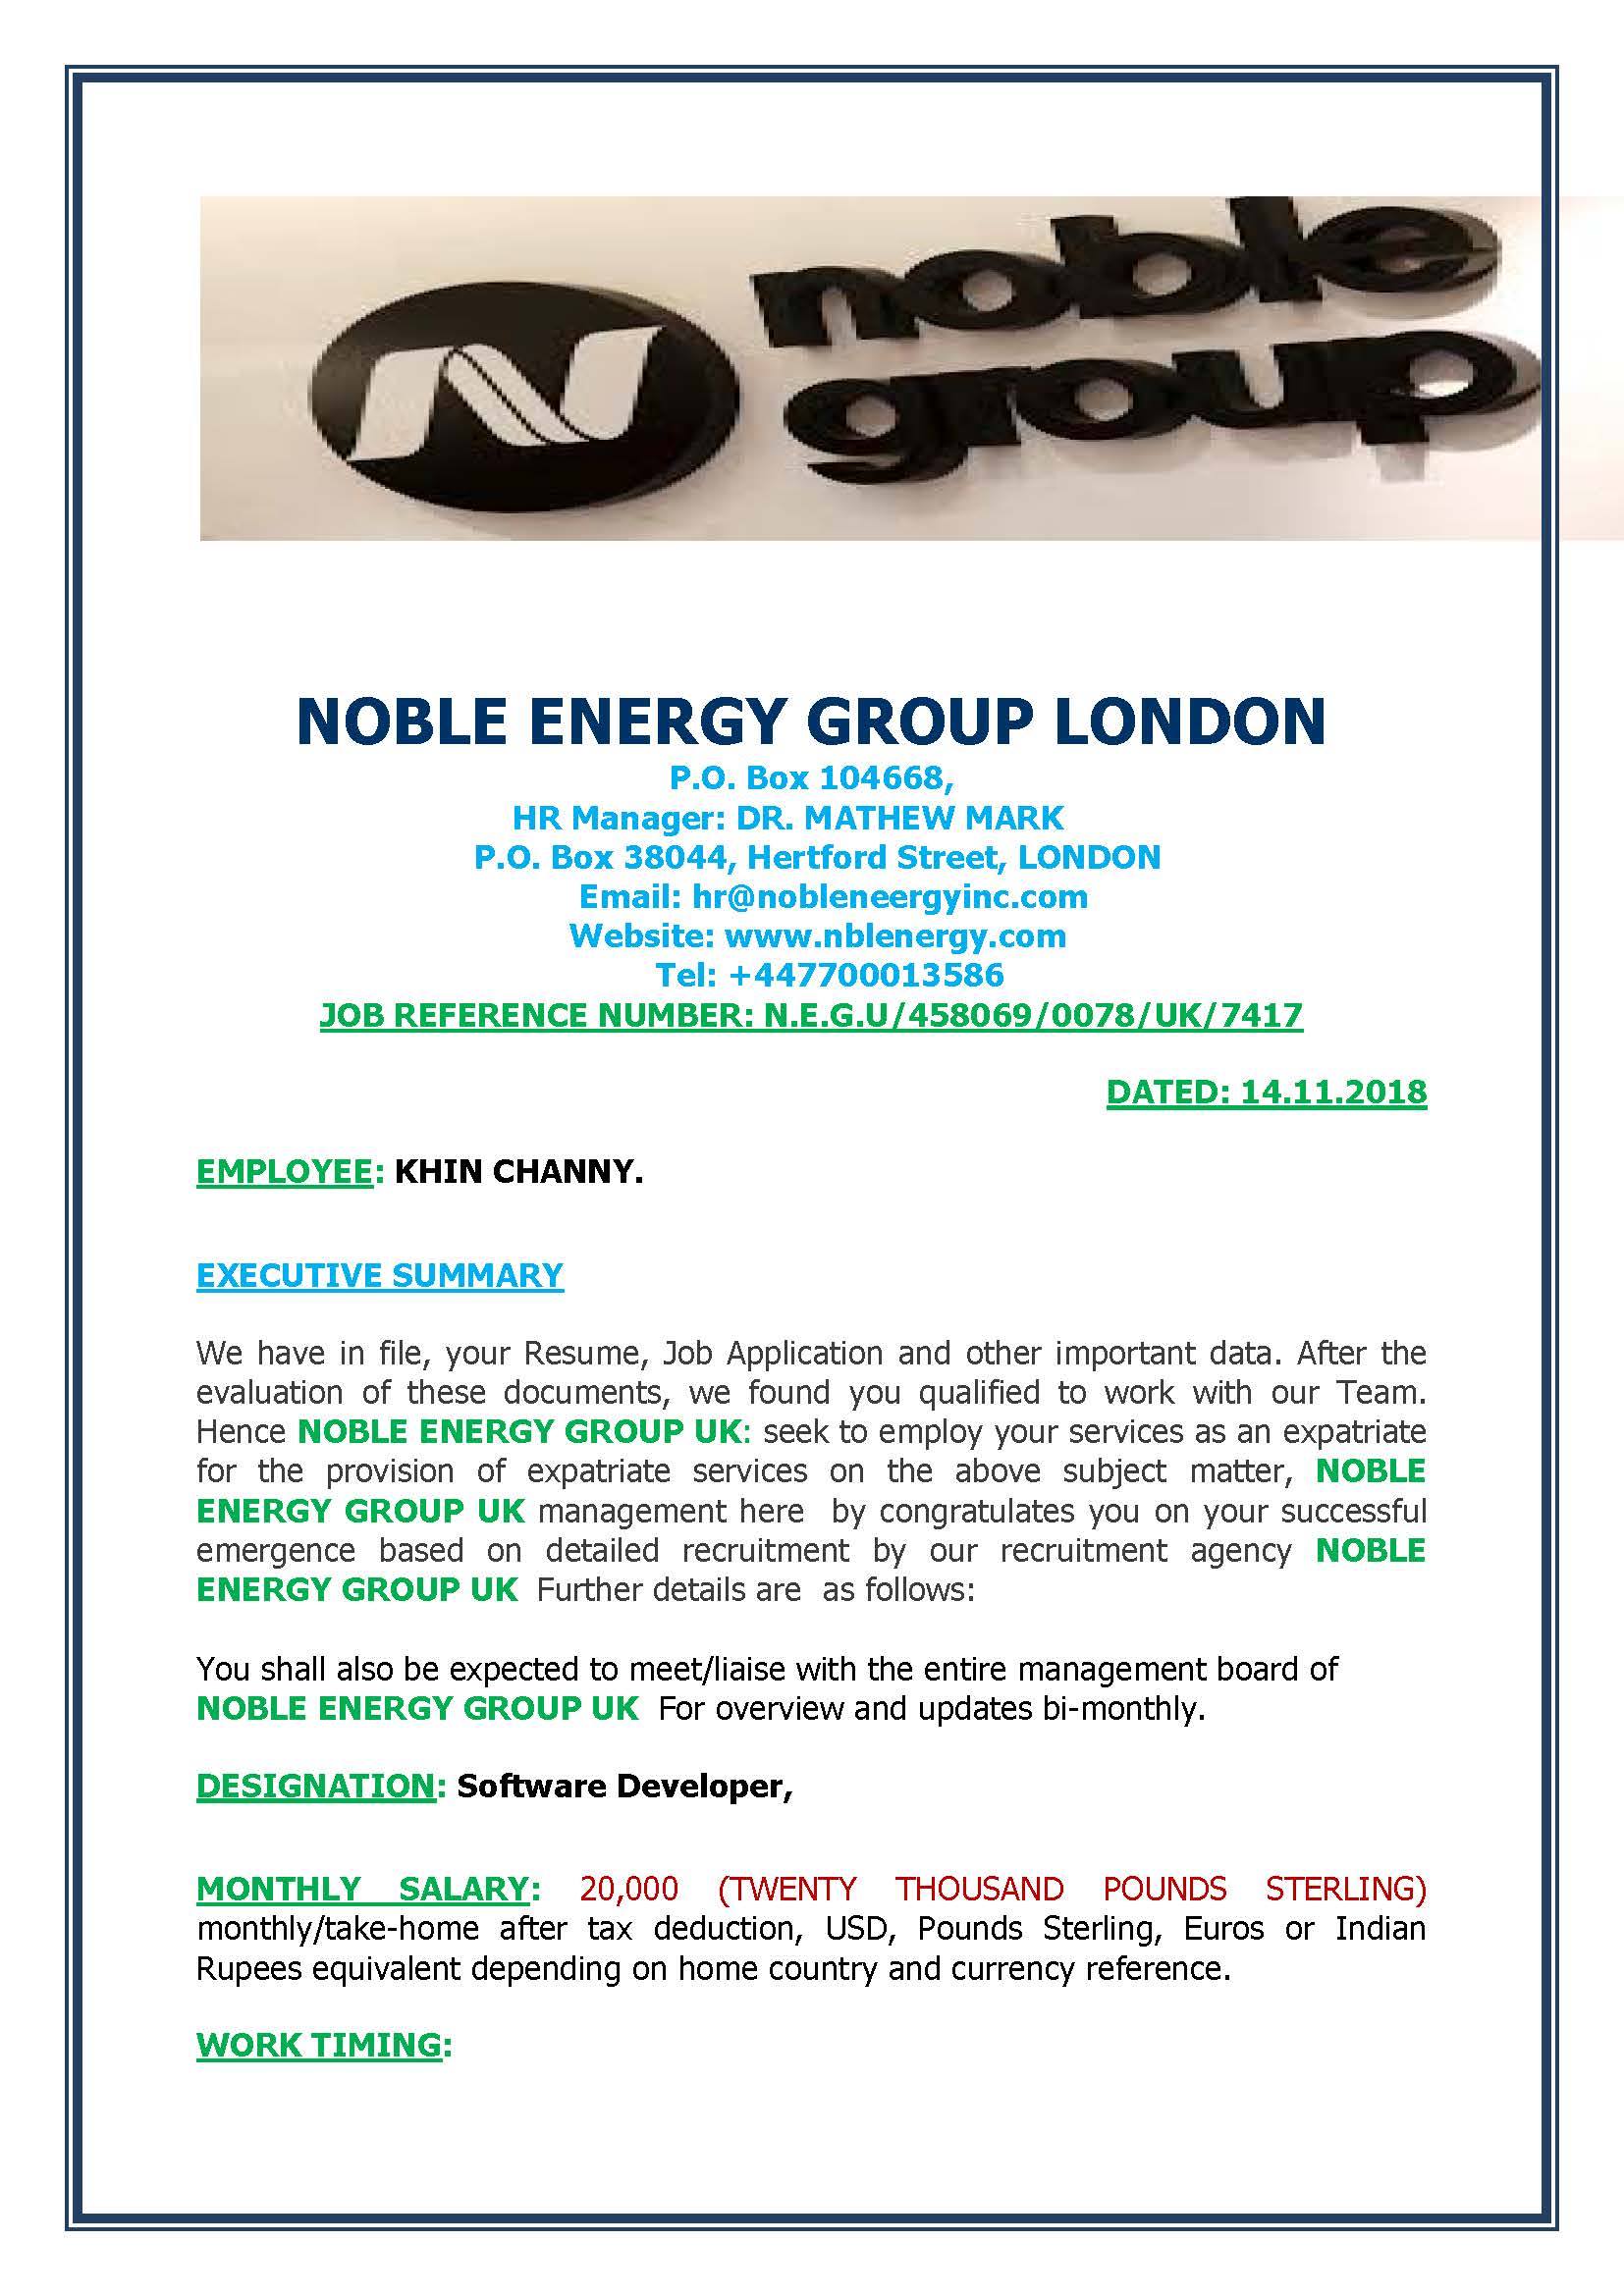 noble
group
NOBLE ENERGY GROUP LONDON
P.O. Box 104668,
HR Manager: DR. MATHEW MARK
P.O. Box 38044, Hertford Street, LONDON
Email: hr@nobleneergyinc.com
Website: www.nblenergy.com
Tel: +447700013586
JOB REFERENCE NUMBER: N.E.G.U/458069/0078/UK/7417
DATED: 14.11.2018
EMPLOYEE: KHIN CHANNY.
EXECUTIVE SUMMARY
We have in file, your Resume, Job Application and other important data. After the
evaluation of these documents, we found you qualified to work with our Team.
Hence NOBLE ENERGY GROUP UK: seek to employ your services as an expatriate
for the provision of expatriate services on the above subject matter, NOBLE
ENERGY GROUP UK management here by congratulates you on your successful
emergence based on detailed recruitment by our recruitment agency NOBLE
ENERGY GROUP UK Further details are as follows:
You shall also be expected to meet/liaise with the entire management board of
NOBLE ENERGY GROUP UK For overview and updates bi-monthly.
DESIGNATION: Software Developer,
MONTHLY SALARY: 20,000 (TWENTY THOUSAND POUNDS STERLING)
monthly/take-home after tax deduction, USD, Pounds Sterling, Euros or Indian
Rupees equivalent depending on home country and currency reference.
WORK TIMING: